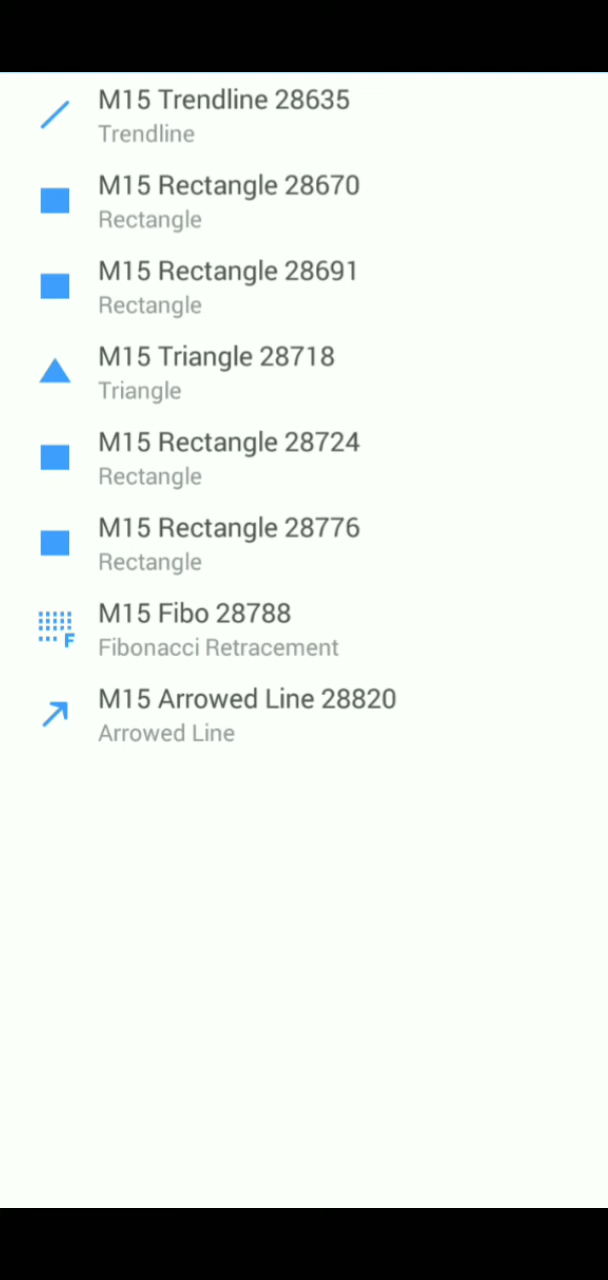 M15 Trendline 28635
Trendline
M15 Rectangle 28670
Rectangle
M15 Rectangle 28691
Rectangle
M15 Triangle 28718
Triangle
M15 Rectangle 28724
Rectangle
M15 Rectangle 28776
Rectangle
M15 Fibo 28788
F
Fibonacci Retracement
M15 Arrowed Line 28820
Arrowed Line